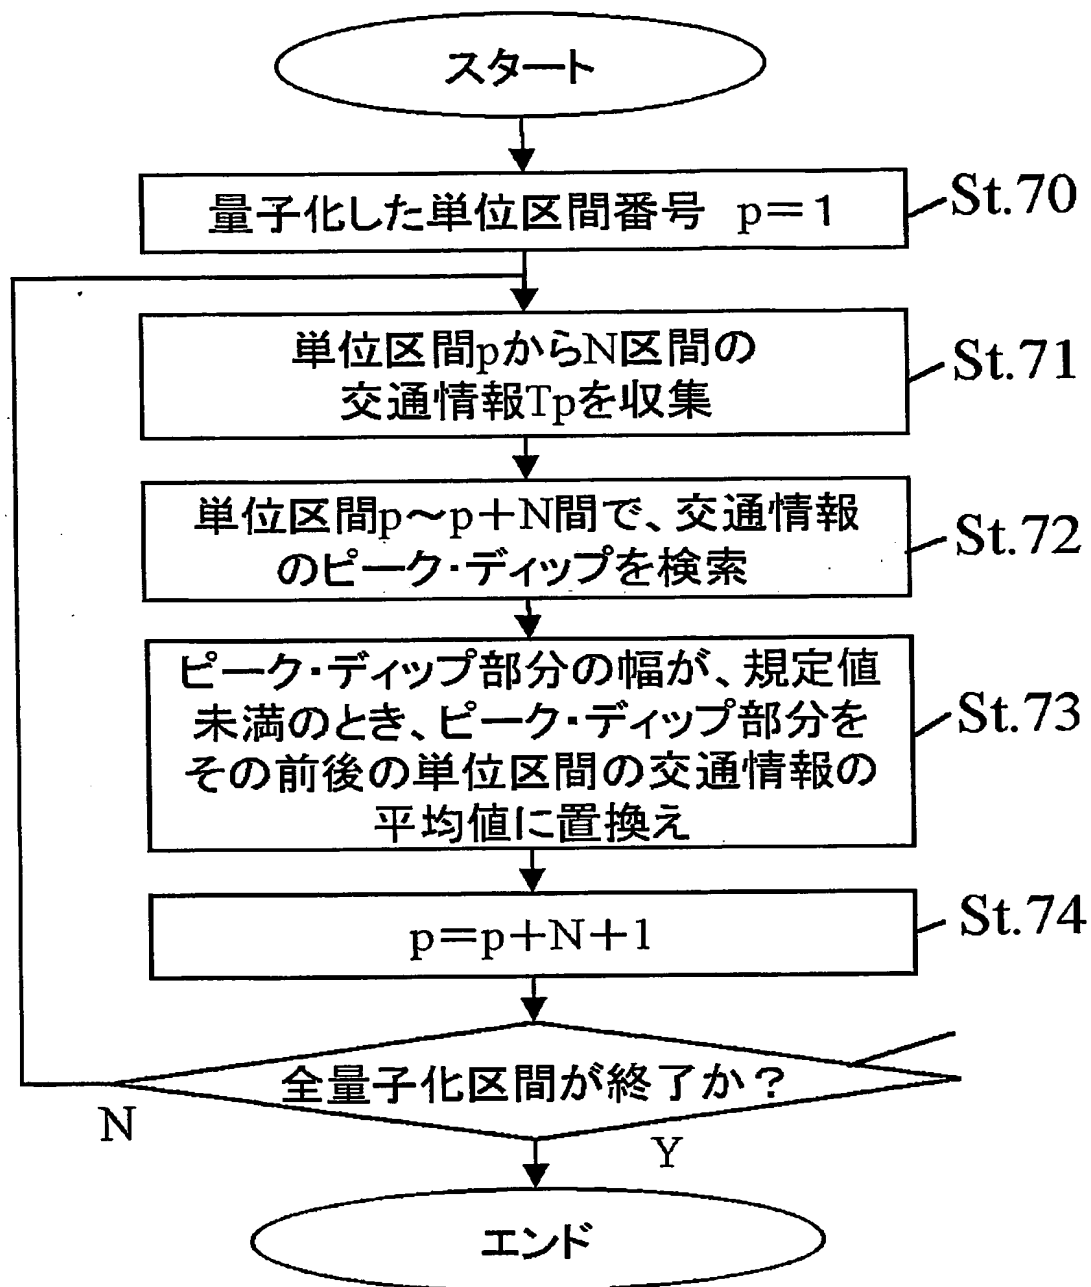 スタート
量子化した単位区間番号 p=1
St.70
単位区間pからN区間の
交通情報Tpを収集
St.71
単位区間p～p+N間で、交通情報
のピーク・ディップを検索
St.72
ピーク・ディップ部分の幅が、規定値
未満のとき、ピーク・ディップ部分を
その前後の単位区間の交通情報の
平均値に置換え
St.73
p=p+N+1
St.74
全量子化区間が終了か?
N
Y
エンド